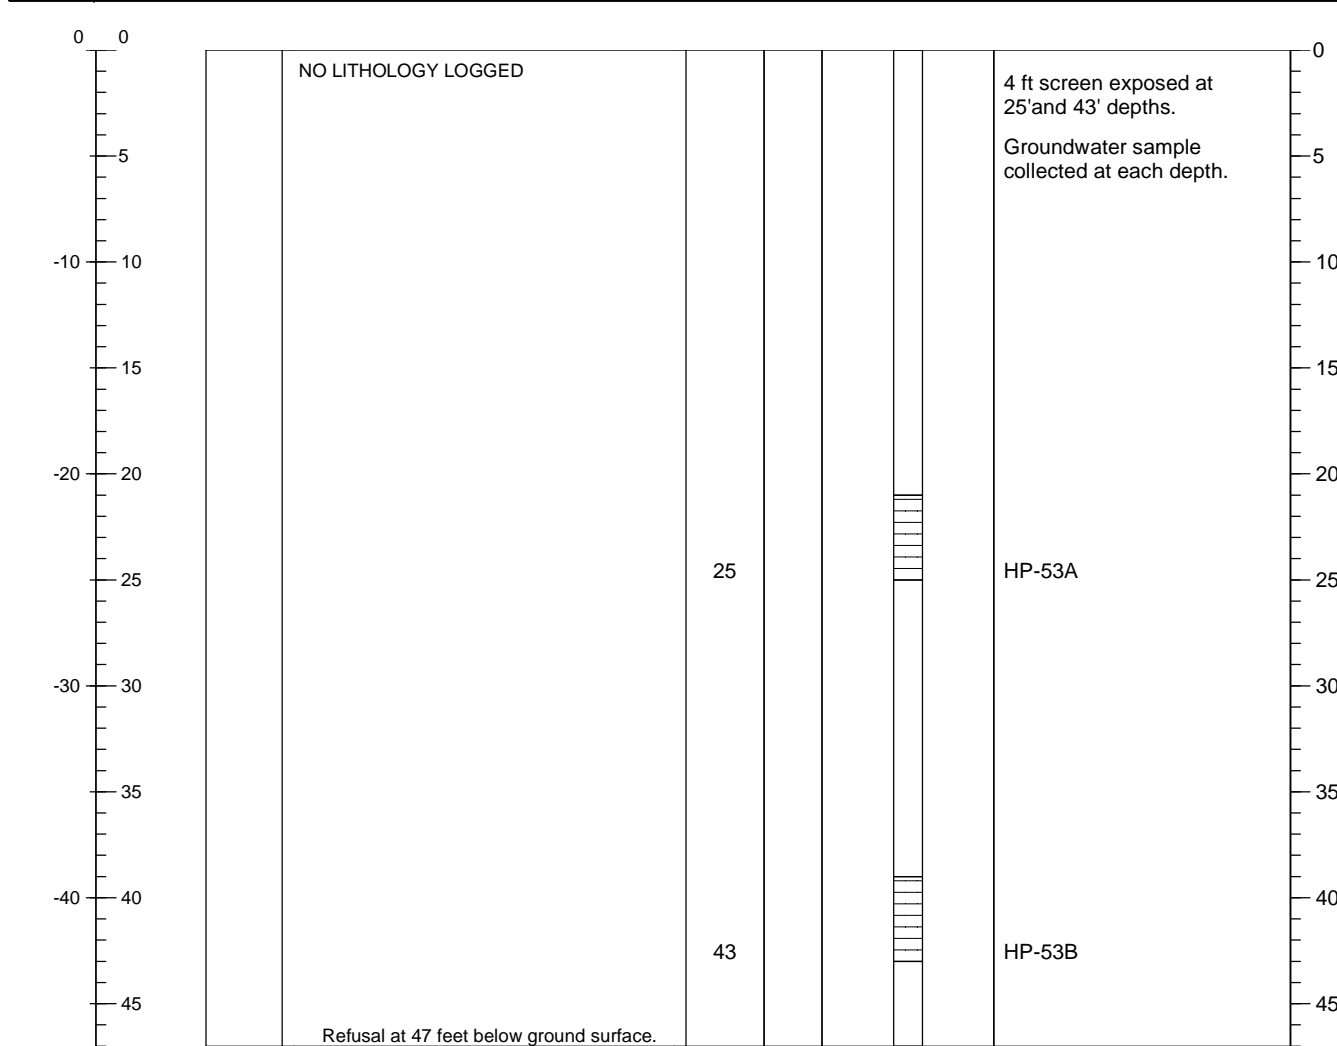 0 0 0
NO LITHOLOGY LOGGED
4 ft screen exposed at
25'and 43' depths.
Groundwater sample
collected at each depth.
5 5
-10 10 10
15 15
-20 20 20
25 HP-53A
25 25
-30 30 30
35 35
-40 40 40
43 HP-53B
45 45
Refusal at 47 feet below ground surface.